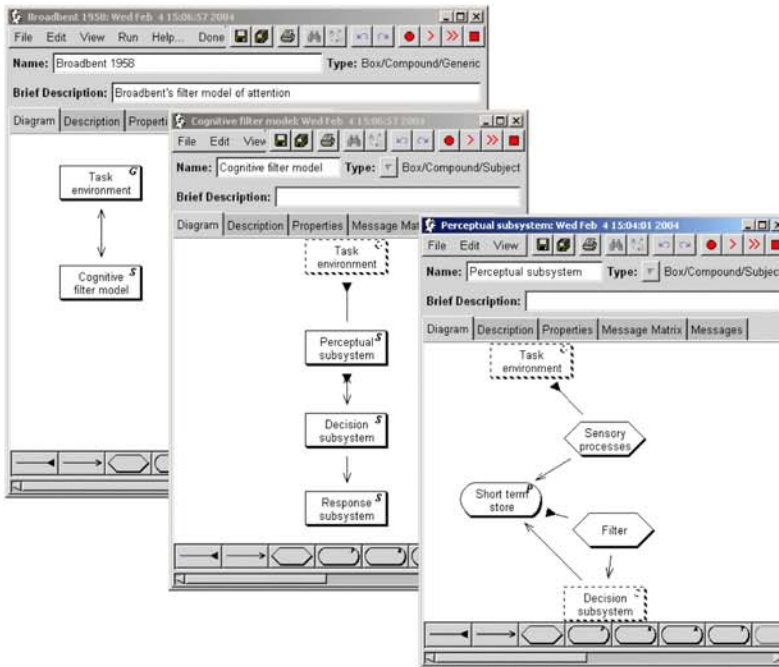 Broadbent 1958: Wed Feb 4 15:06:57 2004
File Edit View Run Help... Done
Name: Broadbent 1958 Type: Box/Compound/Generic
Brief Description: Broadbent's filter model of attention
Diagram Description Properti
Task G
environment
Cognitive S
filter model
Cognitive filter model: Wed Feb 4 15:06:57 2004
File Edit View
Name: Cognitive filter model Type: Box/Compound/Subject
Brief Description:
Diagram Description Properties Message Mat
Task
environment
Perceptual S
subsystem
Decision S
subsystem
Response S
subsystem
Perceptual subsystem: Wed Feb 4 15:04:01 2004
File Edit View
Name: Perceptual subsystem Type: Box/Compound/Subjec
Brief Description:
Diagram Description Properties Message Matrix Messages
Task
environment
Sensory
processes
Short term P
store
Filter
Decision
subsystem